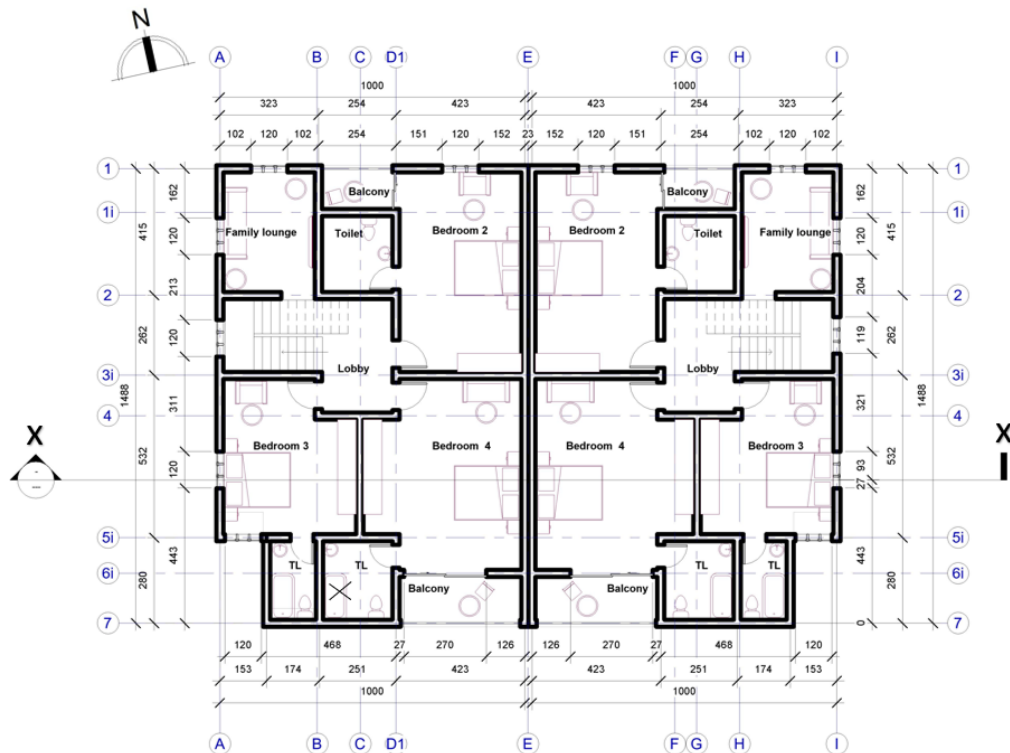 N
A B C D1 E F G H I
1000 1000
323 254 423 423 254 323
102 120 102 254 151 120 152 23 152 120 151 254 102 120 102
1 1
162 Balcony Balcony 162
1i 1i
415 120 Family lounge Toilet Bedroom 2 Bedroom 2 Toilet Family lounge 120 415
213 204
2 2
262 120 119 262
Lobby Lobby
3i 3i
1488 311 321 1488
4 4
X Bedroom 3 Bedroom 4 Bedroom 4 Bedroom 3 X
532 120 93 532
27
5i 5i
443 TL TL TL TL 443
6i 6i
280 Balcony Balcony 280
7 0 7
120 468 27 270 126 126 270 27 468 120
153 174 251 423 423 251 174 153
1000 1000
A B C D1 E F G H I